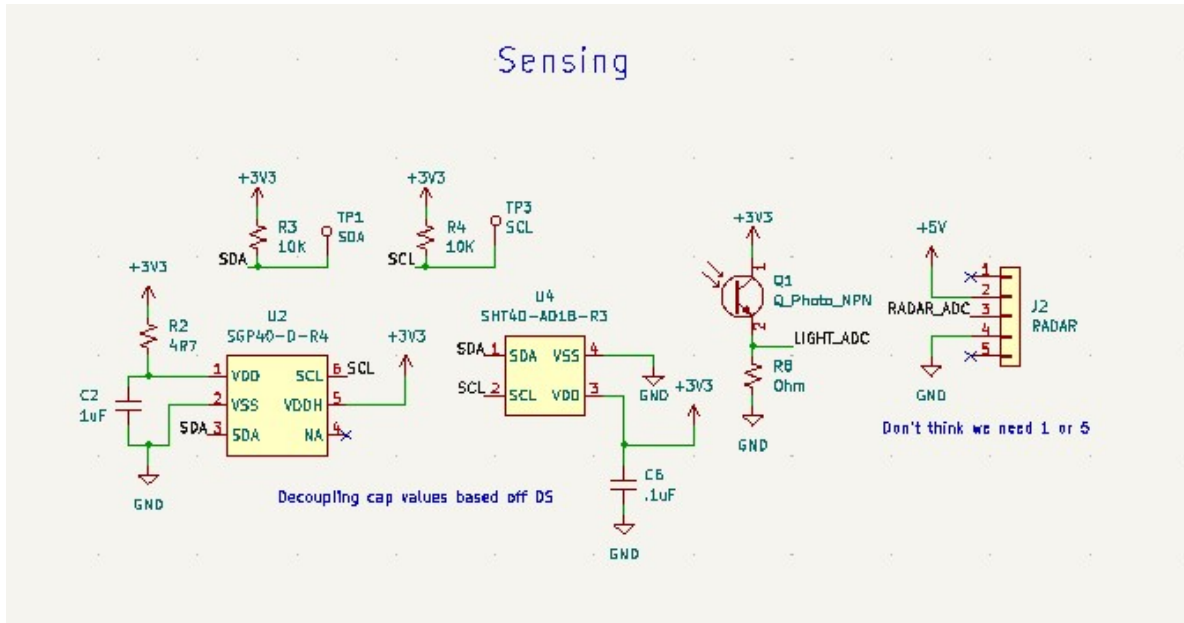 Sensing
+3V3
R3
10K
TP1
SDA
SDA
+3V3
R4
10K
TP3
SCL
SCL
+3V3
R2
4R7
C2
1uF
GND
U2
SGP40-D-R4
1 VDD
2 VSS
SDA 3 SDA
SCL 6 SCL
VDDH 5
NA 4
+3V3
Decoupling cap values based off DS
U4
SHT40-AD1B-R3
SDA 1 SDA
SCL 2 SCL
VSS 4
VDD 3
GND
+3V3
C6
.1uF
GND
+3V3
1
Q1
Q_Photo_NPN
2
LIGHT_ADC
R8
Ohm
GND
+5V
1
2
RADAR_ADC 3
4
5
J2
RADAR
GND
Don't think we need 1 or 5